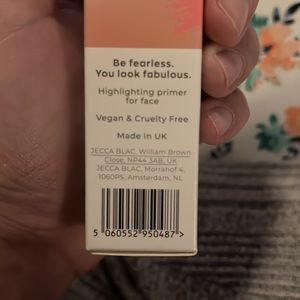 Be fearless.
You look fabulous.
Highlighting primer
for face
Vegan & Cruelty Free
Made in UK
JECCA BLAC, William Brown
Close, NP44 3AB, UK
JECCA BLAC, Morrahof 4,
1060PS, Amsterdam, NL
5 060552 950487 >